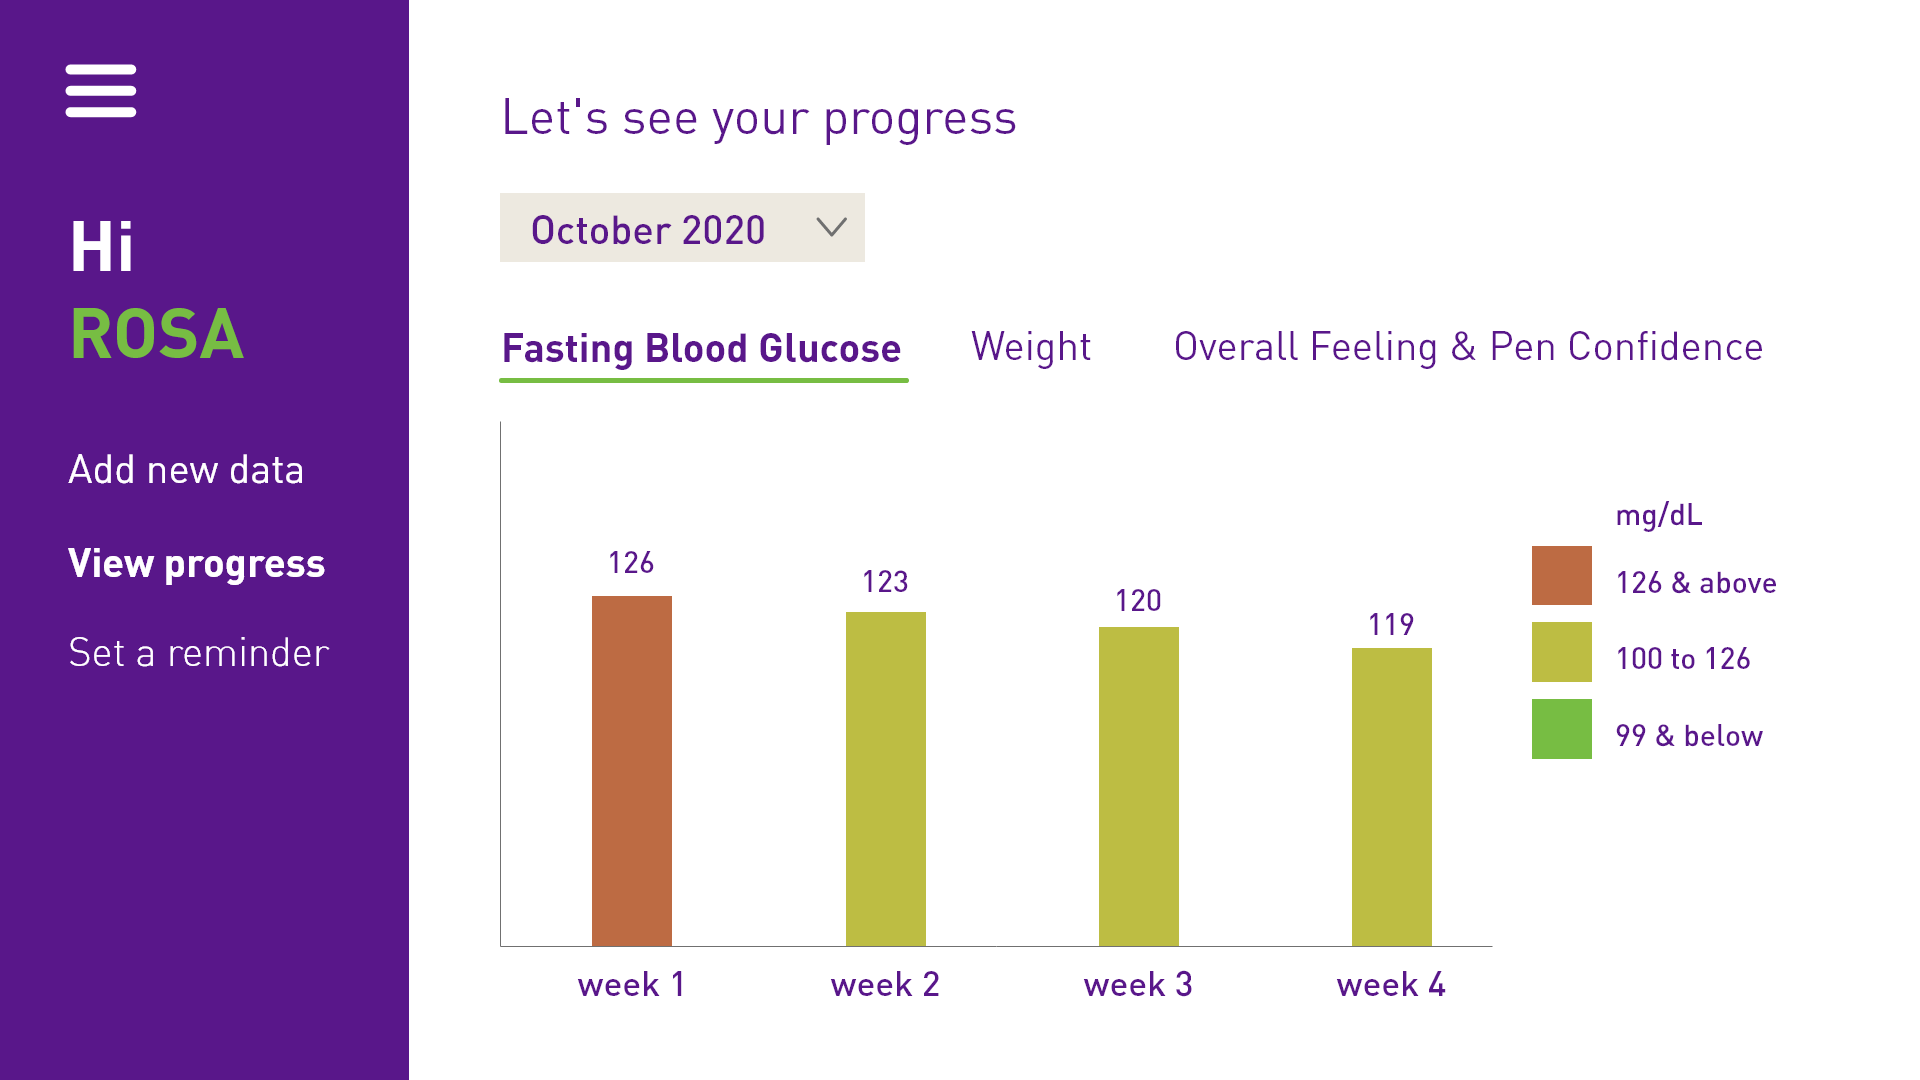 Hi
ROSA
Add new data
View progress
Set a reminder
Let's see your progress
October 2020
Fasting Blood Glucose
Weight
Overall Feeling & Pen Confidence
126
123
120
119
week 1
week 2
week 3
week 4
mg/dL
126 & above
100 to 126
99 & below